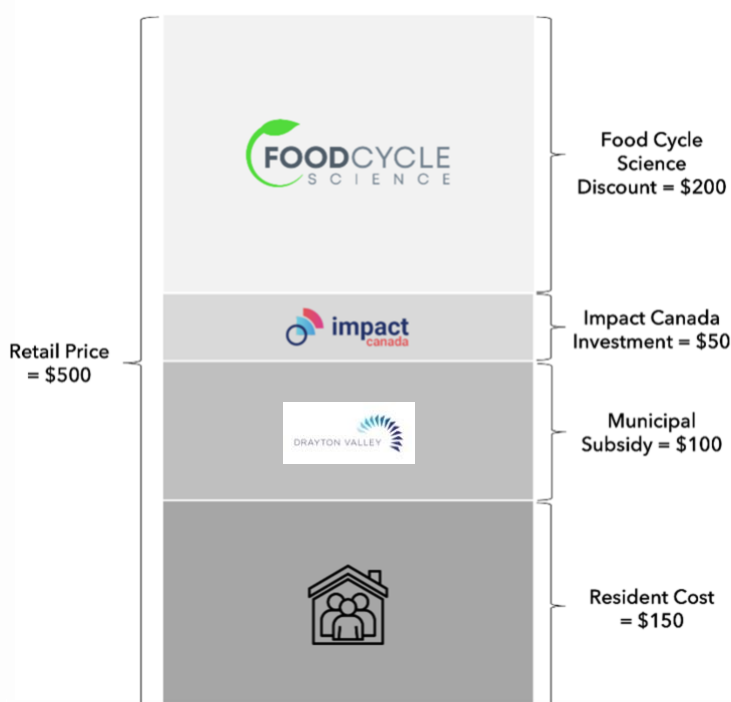 FOODCYCLE
SCIENCE
Food Cycle
Science
Discount = $200
impact
canada
Impact Canada
Investment = $50
Retail Price
= $500
DRAYTON VALLEY
Municipal
Subsidy = $100
Resident Cost
= $150